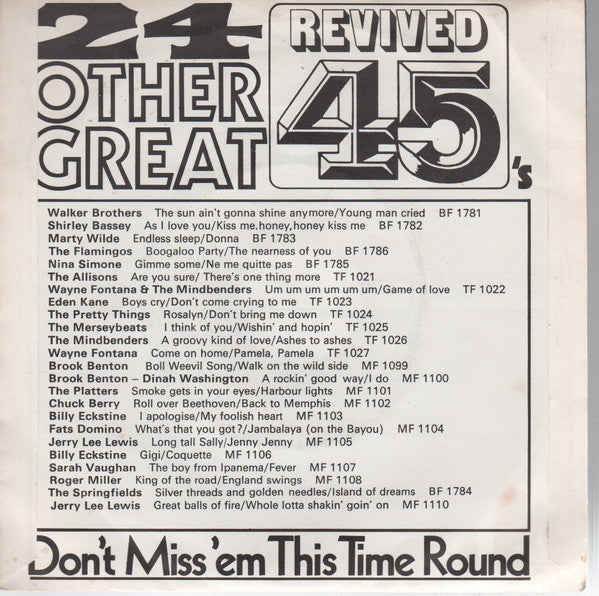 24 REVIVED
OTHER 45's
GREAT
Walker Brothers The sun ain't gonna shine anymore/Young man cried BF 1781
Shirley Bassey As I love you/Kiss me,honey,honey kiss me BF 1782
Marty Wilde Endless sleep/Donna BF 1783
The Flamingos Boogaloo Party/The nearness of you BF 1786
Nina Simone Gimme some/Ne me quitte pas BF 1785
The Allisons Are you sure/ There's one thing more TF 1021
Wayne Fontana & The Mindbenders Um um um um um um/Game of love TF 1022
Eden Kane Boys cry/Don't come crying to me TF 1023
The Pretty Things Rosalyn/Don't bring me down TF 1024
The Merseybeats I think of you/Wishin' and hopin' TF 1025
The Mindbenders A groovy kind of love/Ashes to ashes TF 1026
Wayne Fontana Come on home/Pamela, Pamela TF 1027
Brook Benton Boll Weevil Song/Walk on the wild side MF 1099
Brook Benton – Dinah Washington A rockin' good way/I do MF 1100
The Platters Smoke gets in your eyes/Harbour lights MF 1101
Chuck Berry Roll over Beethoven/Back to Memphis MF 1102
Billy Eckstine I apologise/My foolish heart MF 1103
Fats Domino What's that you got?/Jambalaya (on the Bayou) MF 1104
Jerry Lee Lewis Long tall Sally/Jenny Jenny MF 1105
Billy Eckstine Gigi/Coquette MF 1106
Sarah Vaughan The boy from Ipanema/Fever MF 1107
Roger Miller King of the road/England swings MF 1108
The Springfields Silver threads and golden needles/Island of dreams BF 1784
Jerry Lee Lewis Great balls of fire/Whole lotta shakin' goin' on MF 1110
Don't Miss 'em This Time Round